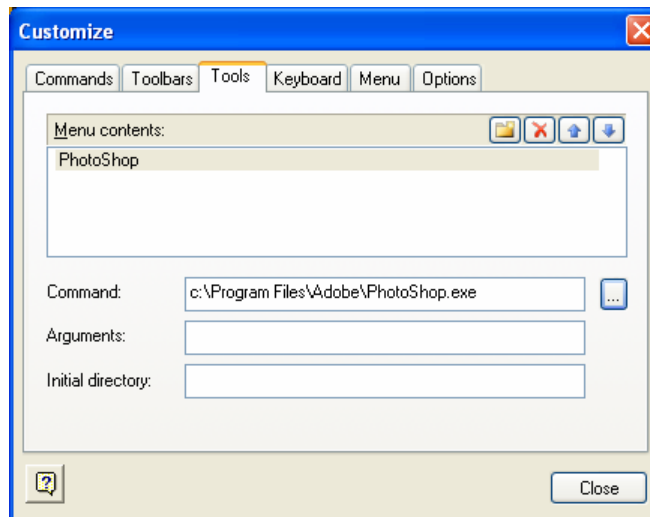 Customize
Commands Toolbars Tools Keyboard Menu Options
Menu contents:
PhotoShop
Command: c:\Program Files\Adobe\PhotoShop.exe ...
Arguments:
Initial directory:
Close